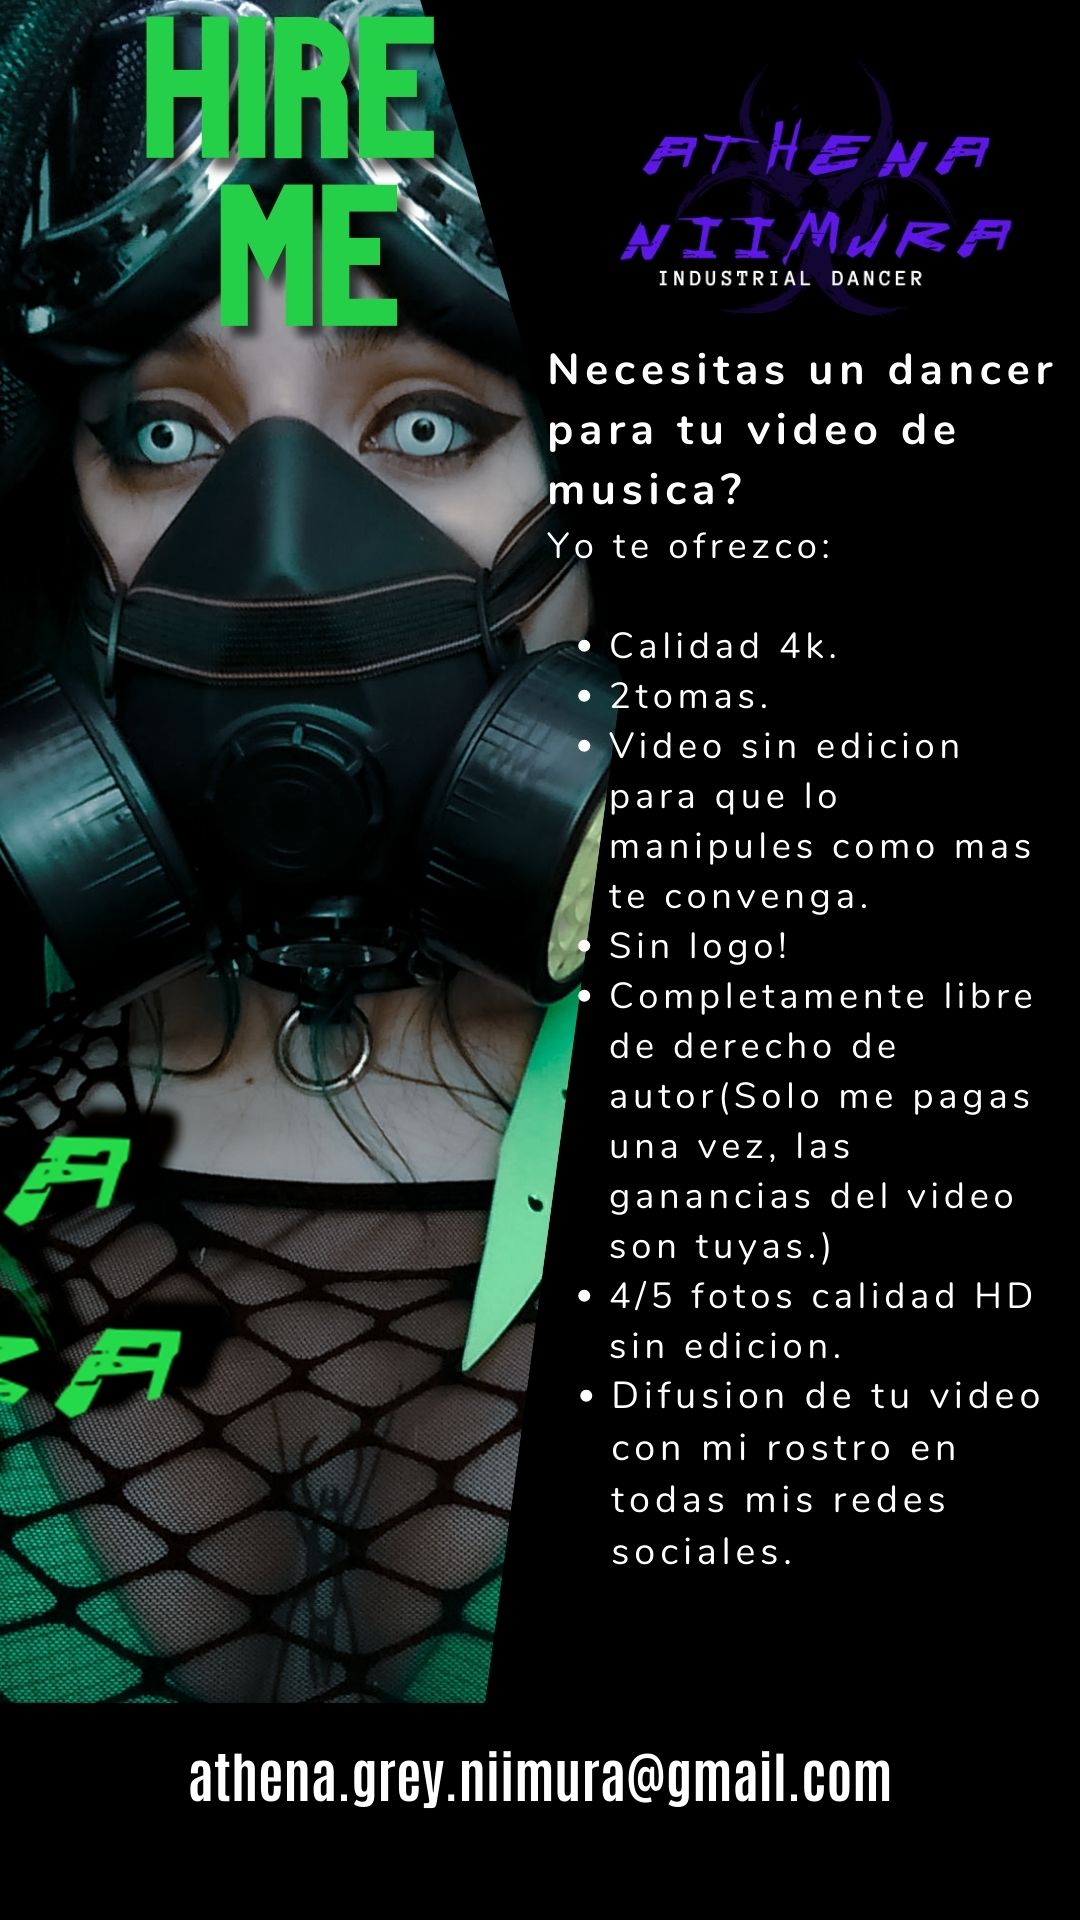 HIRE
ME
ATHENA
NIIMURA
INDUSTRIAL DANCER
Necesitas un dancer
para tu video de
musica?
Yo te ofrezco:
• Calidad 4k.
• 2tomas.
• Video sin edicion
para que lo
manipules como mas
te convenga.
• Sin logo!
• Completamente libre
de derecho de
autor(Solo me pagas
una vez, las
ganancias del video
son tuyas.)
• 4/5 fotos calidad HD
sin edicion.
• Difusion de tu video
con mi rostro en
todas mis redes
sociales.
A
RA
athena.grey.niimura@gmail.com